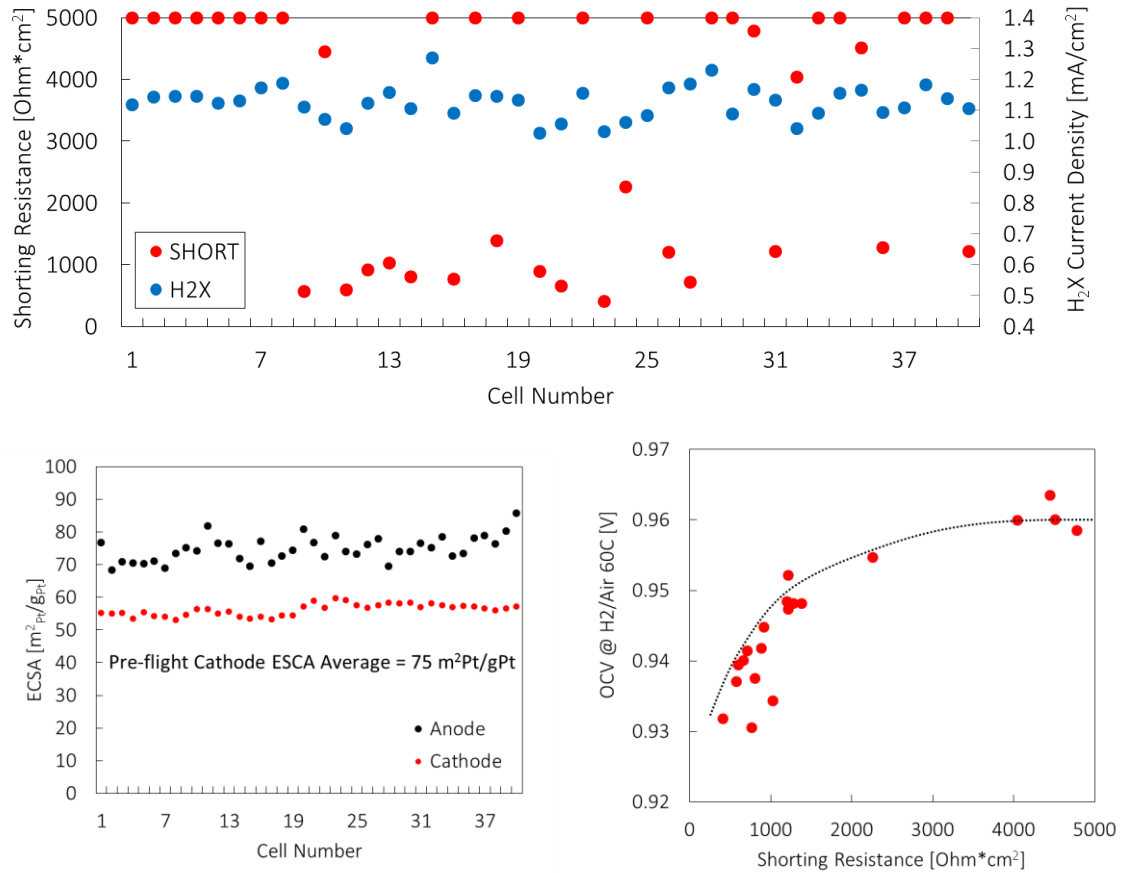 Shorting Resistance [Ohm*cm2]
5000
4000
3000
2000
1000
0
SHORT
H2X
1.4
1.3
1.2
1.1
1.0
0.9
0.8
0.7
0.6
0.5
0.4
H2X Current Density [mA/cm2]
1 7 13 19 25 31 37
Cell Number
ECSA [m2Pt/gPt]
100
90
80
70
60
50
40
30
20
10
0
Pre-flight Cathode ESCA Average = 75 m2Pt/gPt
Anode
Cathode
1 7 13 19 25 31 37
Cell Number
OCV @ H2/Air 60C [V]
0.97
0.96
0.95
0.94
0.93
0.92
0 1000 2000 3000 4000 5000
Shorting Resistance [Ohm*cm2]